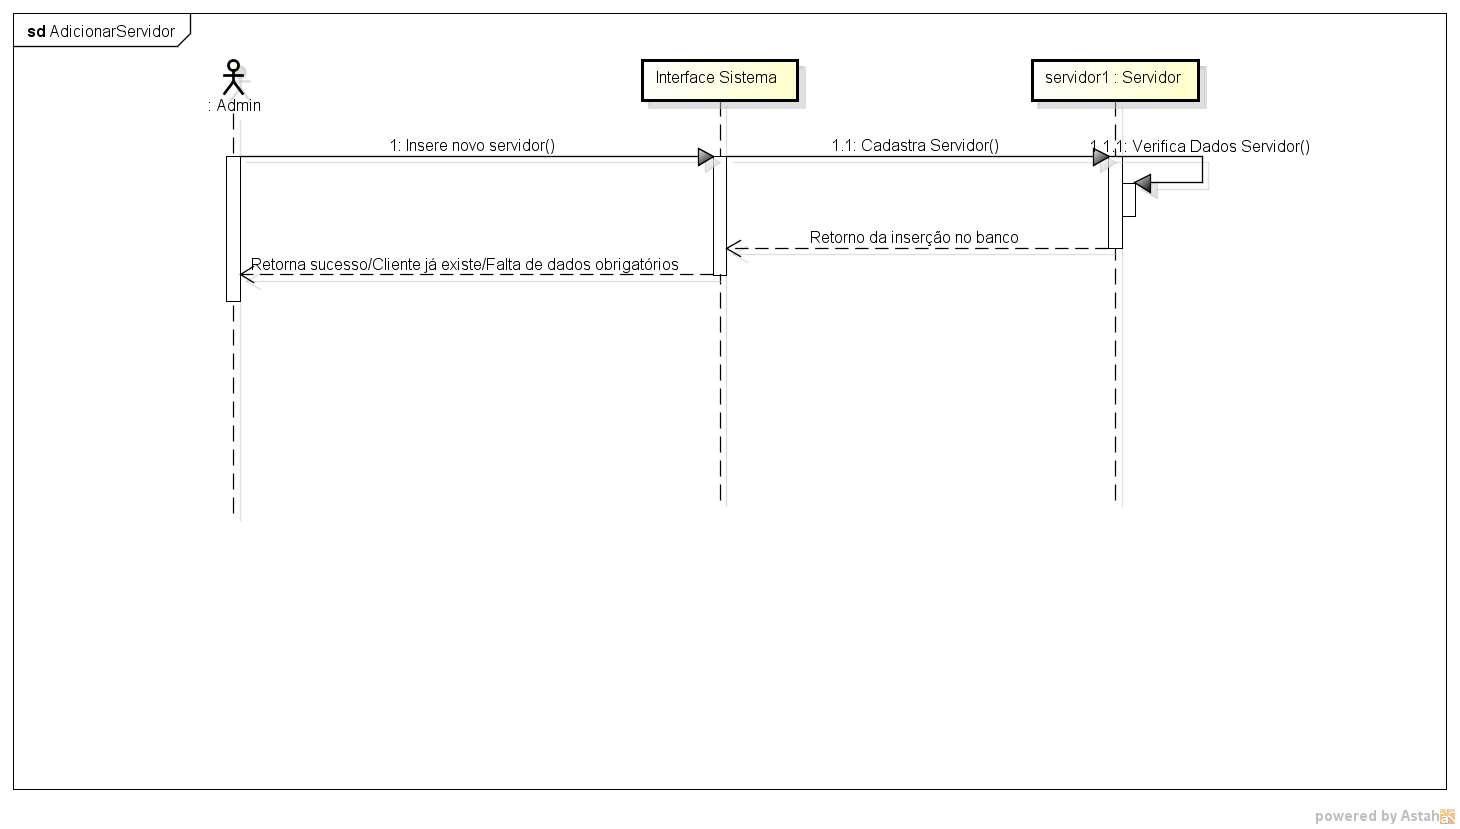 sd AdicionarServidor
: Admin
Interface Sistema
servidor1 : Servidor
1: Insere novo servidor()
1.1: Cadastra Servidor()
1.1.1: Verifica Dados Servidor()
Retorno da inserção no banco
Retorna sucesso/Cliente já existe/Falta de dados obrigatórios
powered by Astah